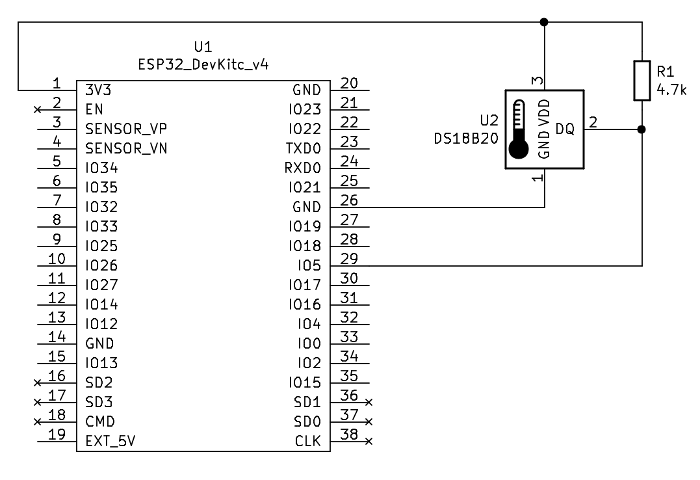 U1
ESP32_DevKitc_v4
1 3V3 GND 20
2 EN IO23 21
3 SENSOR_VP IO22 22
4 SENSOR_VN TXD0 23
5 IO34 RXD0 24
6 IO35 IO21 25
7 IO32 GND 26
8 IO33 IO19 27
9 IO25 IO18 28
10 IO26 IO5 29
11 IO27 IO17 30
12 IO14 IO16 31
13 IO12 IO4 32
14 GND IO0 33
15 IO13 IO2 34
16 SD2 IO15 35
17 SD3 SD1 36
18 CMD SD0 37
19 EXT_5V CLK 38
U2
DS18B20
3
VDD
DQ 2
GND
1
R1
4.7k